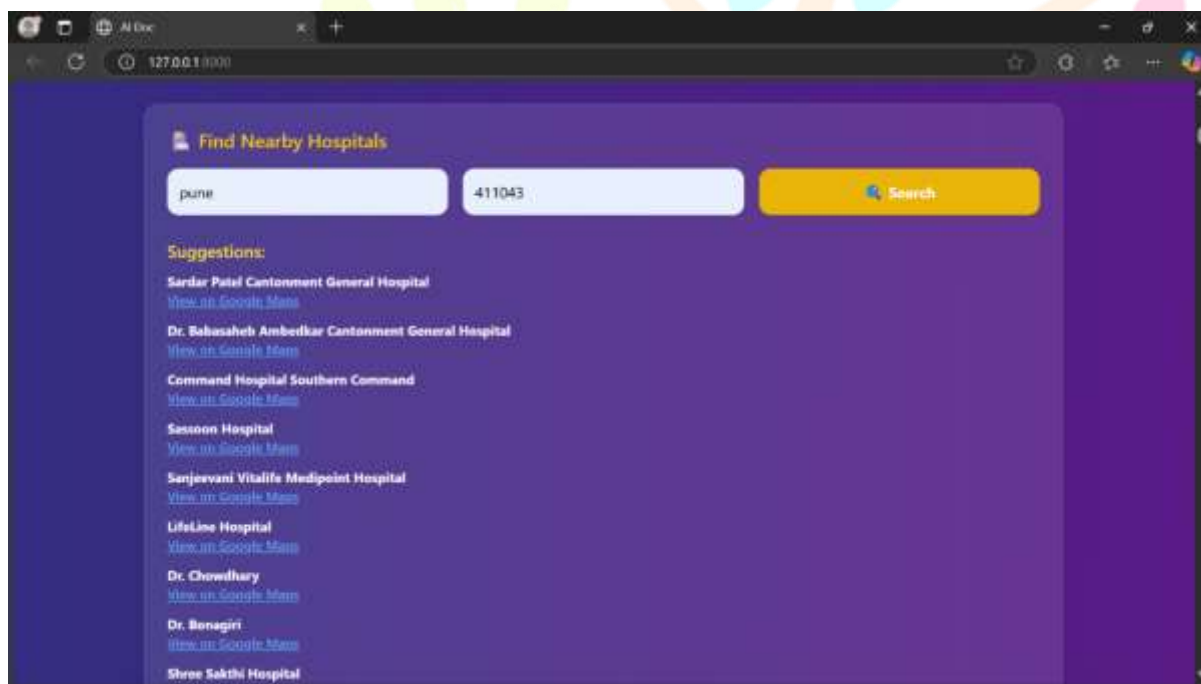 AI Doc
127.0.0.1:8000
Find Nearby Hospitals
pune
411043
Search
Suggestions:
Sardar Patel Cantonment General Hospital
View on Google Maps
Dr. Babasaheb Ambedkar Cantonment General Hospital
View on Google Maps
Command Hospital Southern Command
View on Google Maps
Sassoon Hospital
View on Google Maps
Sanjeevani Vitalife Medipoint Hospital
View on Google Maps
LifeLine Hospital
View on Google Maps
Dr. Chowdhary
View on Google Maps
Dr. Bonagiri
View on Google Maps
Shree Sakthi Hospital